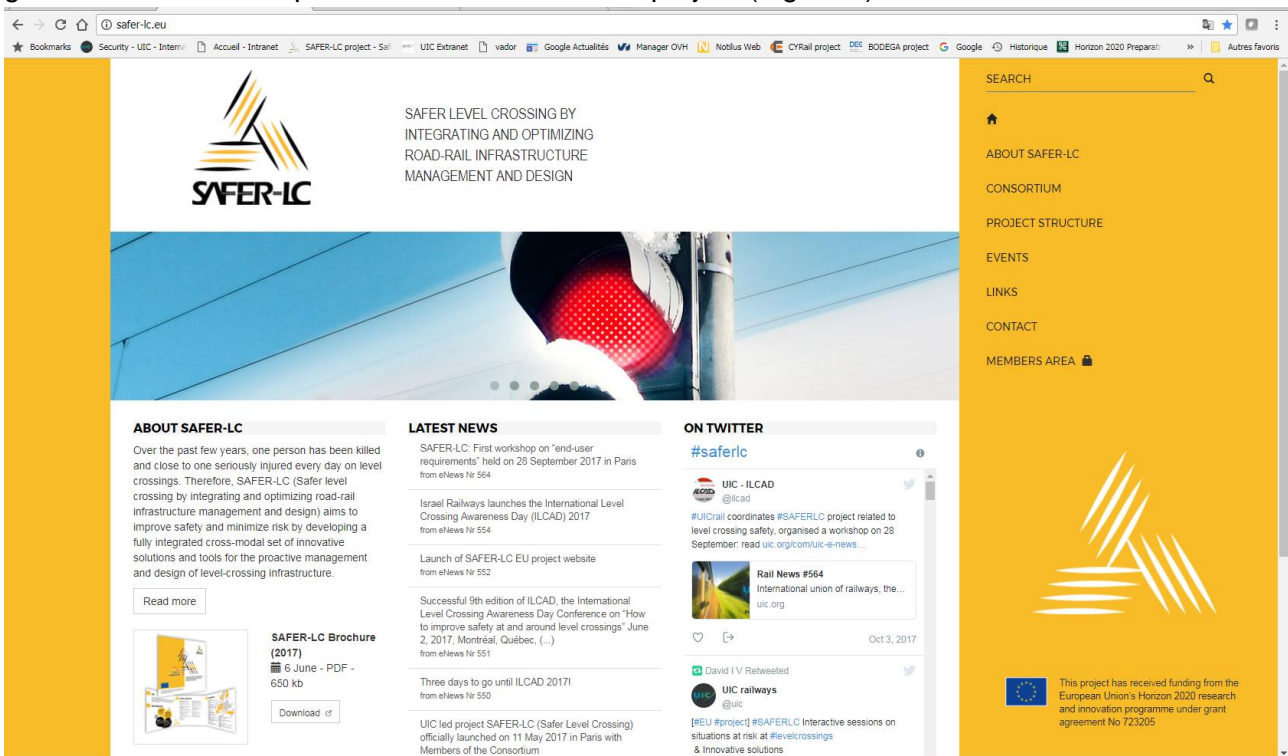 safer-lc.eu
Bookmarks Security - UIC - Interna Accueil - Intranet SAFER-LC project - Saf UIC Extranet vador Google Actualités Manager OVH Notilus Web CYRail project BODEGA project Google Historique Horizon 2020 Preparati » Autres favoris
SAFER-LC
SAFER LEVEL CROSSING BY
INTEGRATING AND OPTIMIZING
ROAD-RAIL INFRASTRUCTURE
MANAGEMENT AND DESIGN
SEARCH
ABOUT SAFER-LC
CONSORTIUM
PROJECT STRUCTURE
EVENTS
LINKS
CONTACT
MEMBERS AREA
ABOUT SAFER-LC
Over the past few years, one person has been killed
and close to one seriously injured every day on level
crossings. Therefore, SAFER-LC (Safer level
crossing by integrating and optimizing road-rail
infrastructure management and design) aims to
improve safety and minimize risk by developing a
fully integrated cross-modal set of innovative
solutions and tools for the proactive management
and design of level-crossing infrastructure.
Read more
SAFER-LC Brochure
(2017)
6 June - PDF -
650 kb
Download
LATEST NEWS
SAFER-LC: First workshop on "end-user
requirements" held on 28 September 2017 in Paris
from eNews Nr 564
Israel Railways launches the International Level
Crossing Awareness Day (ILCAD) 2017
from eNews Nr 554
Launch of SAFER-LC EU project website
from eNews Nr 552
Successful 9th edition of ILCAD, the International
Level Crossing Awareness Day Conference on "How
to improve safety at and around level crossings" June
2, 2017, Montréal, Québec, (...)
from eNews Nr 551
Three days to go until ILCAD 2017!
from eNews Nr 550
UIC led project SAFER-LC (Safer Level Crossing)
officially launched on 11 May 2017 in Paris with
Members of the Consortium
ON TWITTER
#saferlc
UIC - ILCAD
@ilcad
#UICrail coordinates #SAFERLC project related to
level crossing safety, organised a workshop on 28
September: read uic.org/com/uic-e-news…
Rail News #564
International union of railways, the...
uic.org
Oct 3, 2017
David I V Retweeted
UIC railways
@uic
[#EU #project] #SAFERLC Interactive sessions on
situations at risk at #levelcrossings
& Innovative solutions
This project has received funding from the
European Union's Horizon 2020 research
and innovation programme under grant
agreement No 723205